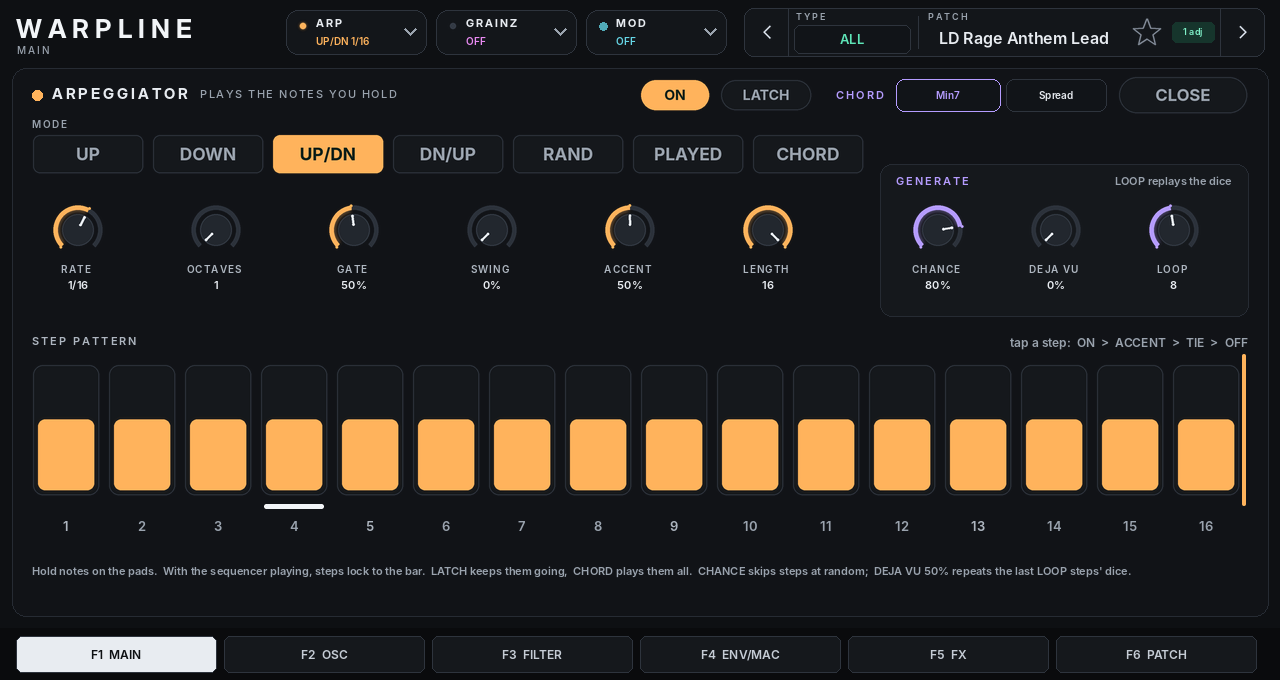 WARPLINE
MAIN
ARP
UP/DN 1/16
GRAINZ
OFF
MOD
OFF
TYPE
ALL
PATCH
LD Rage Anthem Lead
1 adj
ARPEGGIATOR PLAYS THE NOTES YOU HOLD
ON
LATCH
CHORD
Min7
Spread
CLOSE
MODE
UP
DOWN
UP/DN
DN/UP
RAND
PLAYED
CHORD
GENERATE
LOOP replays the dice
RATE
1/16
OCTAVES
1
GATE
50%
SWING
0%
ACCENT
50%
LENGTH
16
CHANCE
80%
DEJA VU
0%
LOOP
8
STEP PATTERN
tap a step: ON > ACCENT > TIE > OFF
1 2 3 4 5 6 7 8 9 10 11 12 13 14 15 16
Hold notes on the pads. With the sequencer playing, steps lock to the bar. LATCH keeps them going, CHORD plays them all. CHANCE skips steps at random; DEJA VU 50% repeats the last LOOP steps' dice.
F1 MAIN
F2 OSC
F3 FILTER
F4 ENV/MAC
F5 FX
F6 PATCH